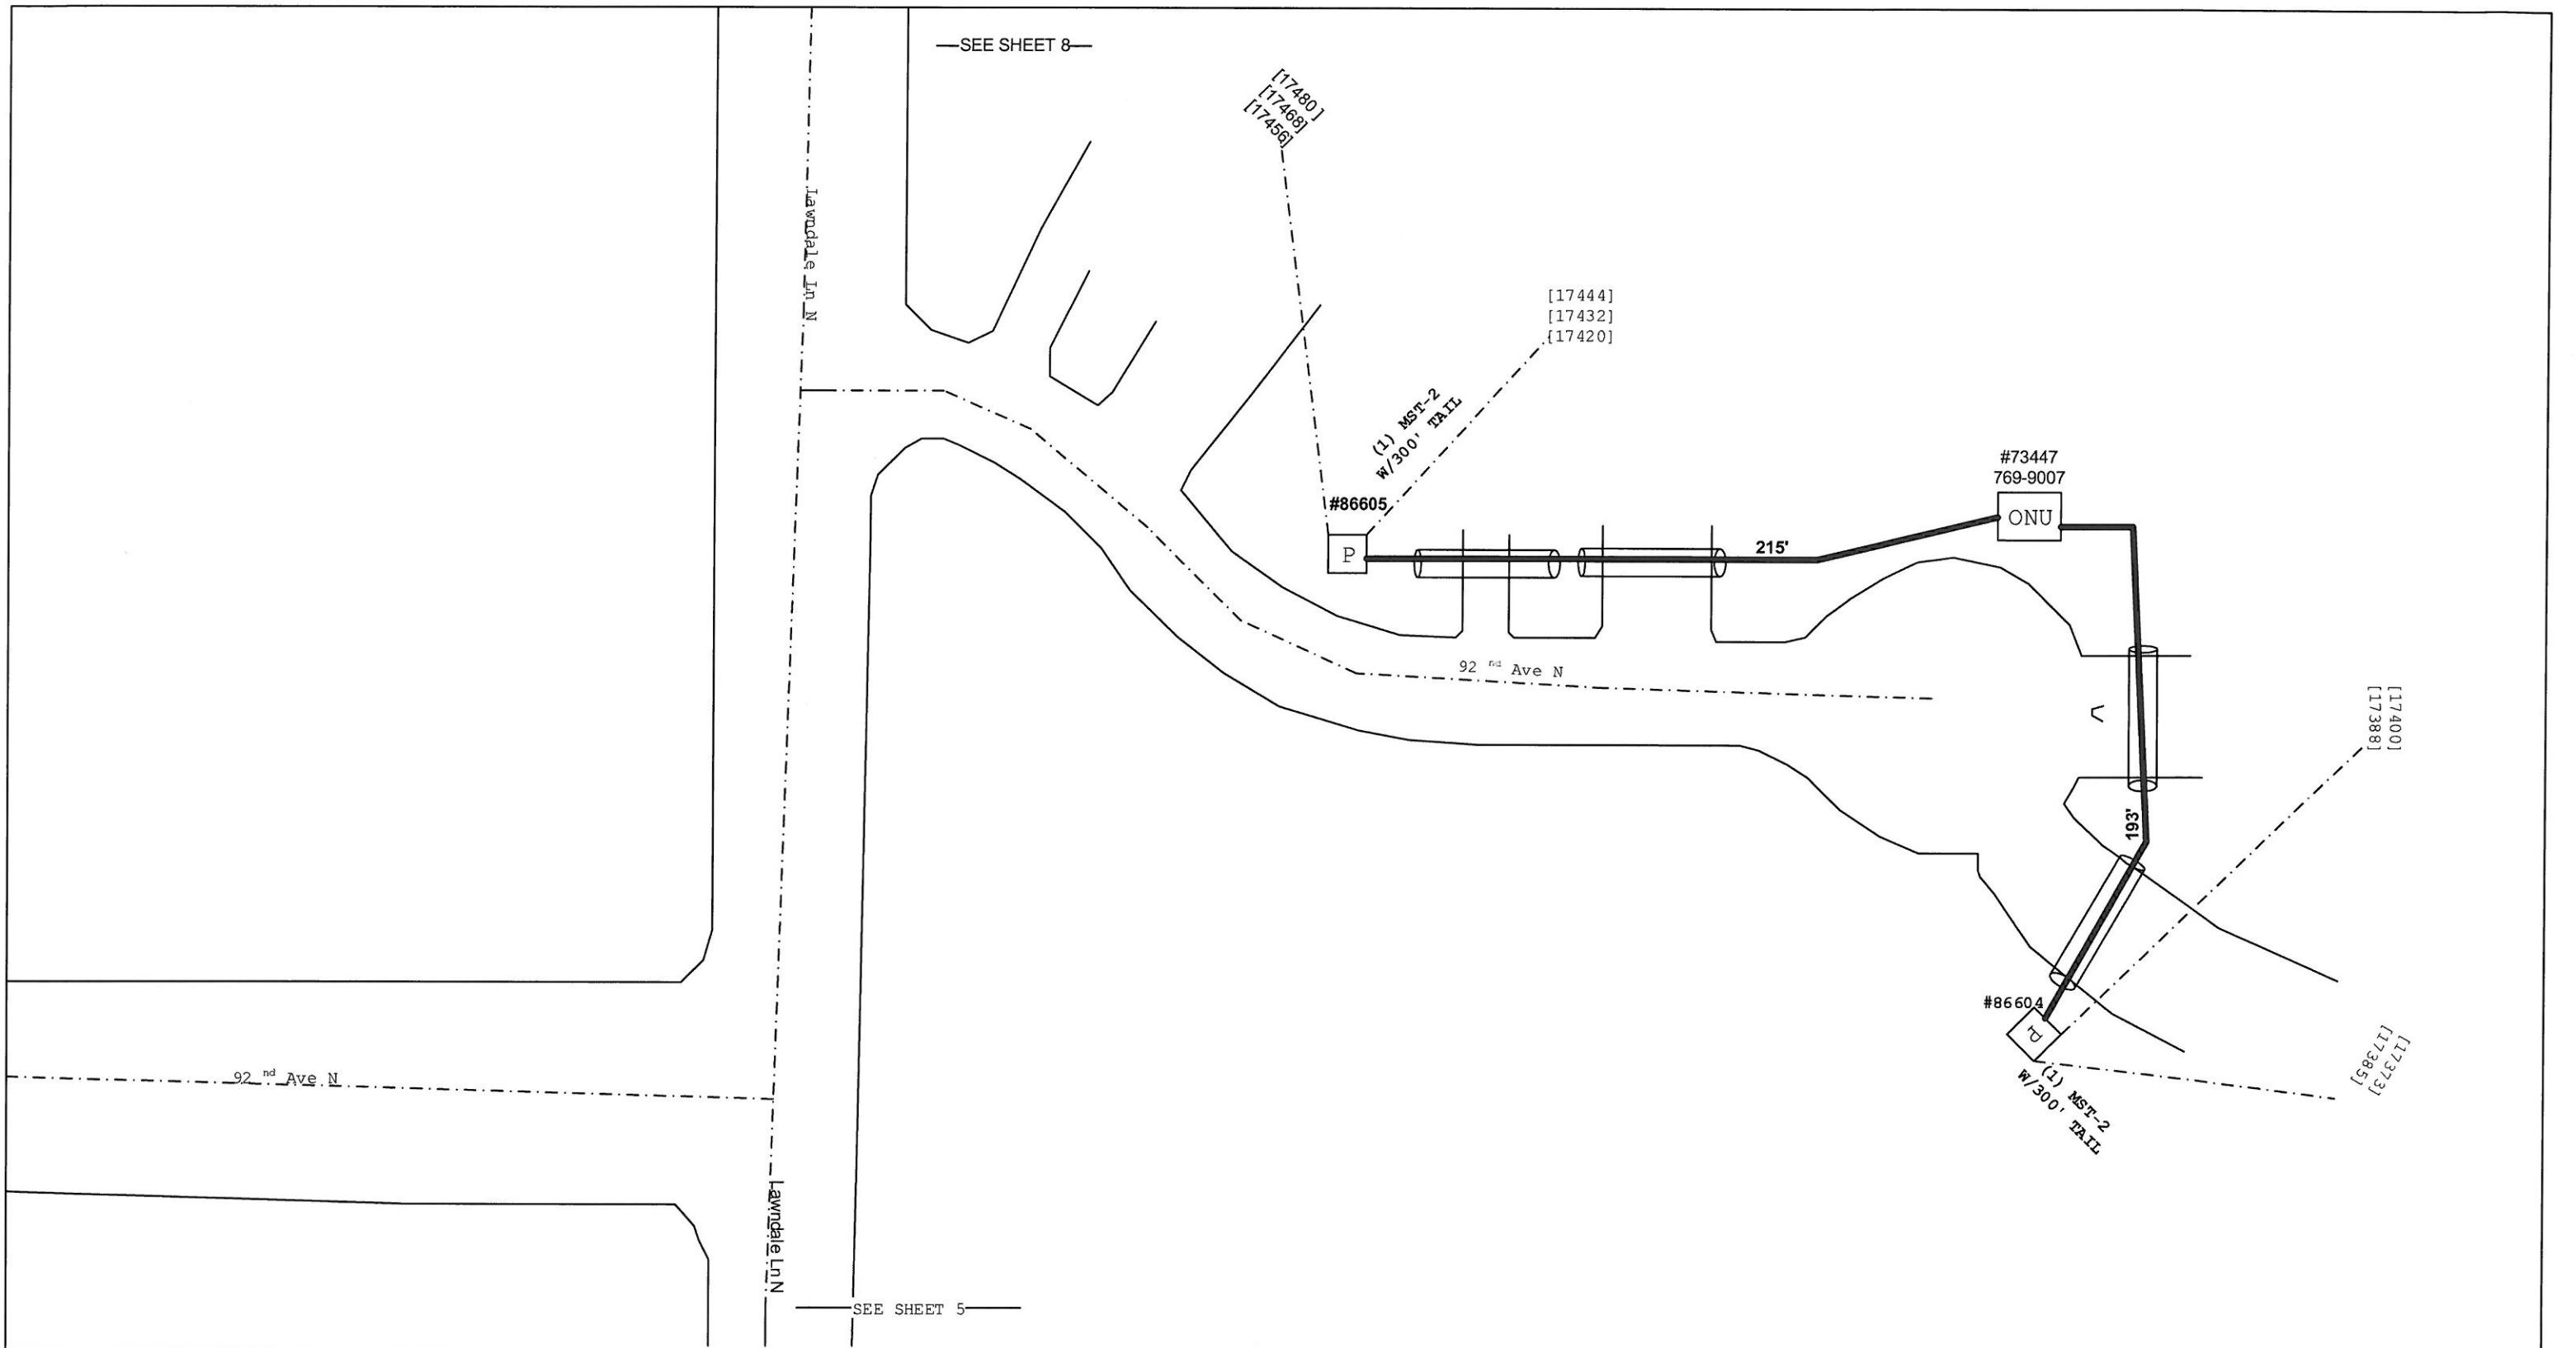 —SEE SHEET 8—
[17480]
[17468]
[17456]
Lawndale Ln N
[17444]
[17432]
[17420]
(1) MST-2
W/300' TAIL
#86605
P
215'
#73447
769-9007
ONU
92 nd Ave N
[17400]
[17388]
193'
#86604
P
(1) MST-2
W/300' TAIL
[17373]
[17385]
92 nd Ave N
Lawndale Ln N
SEE SHEET 5